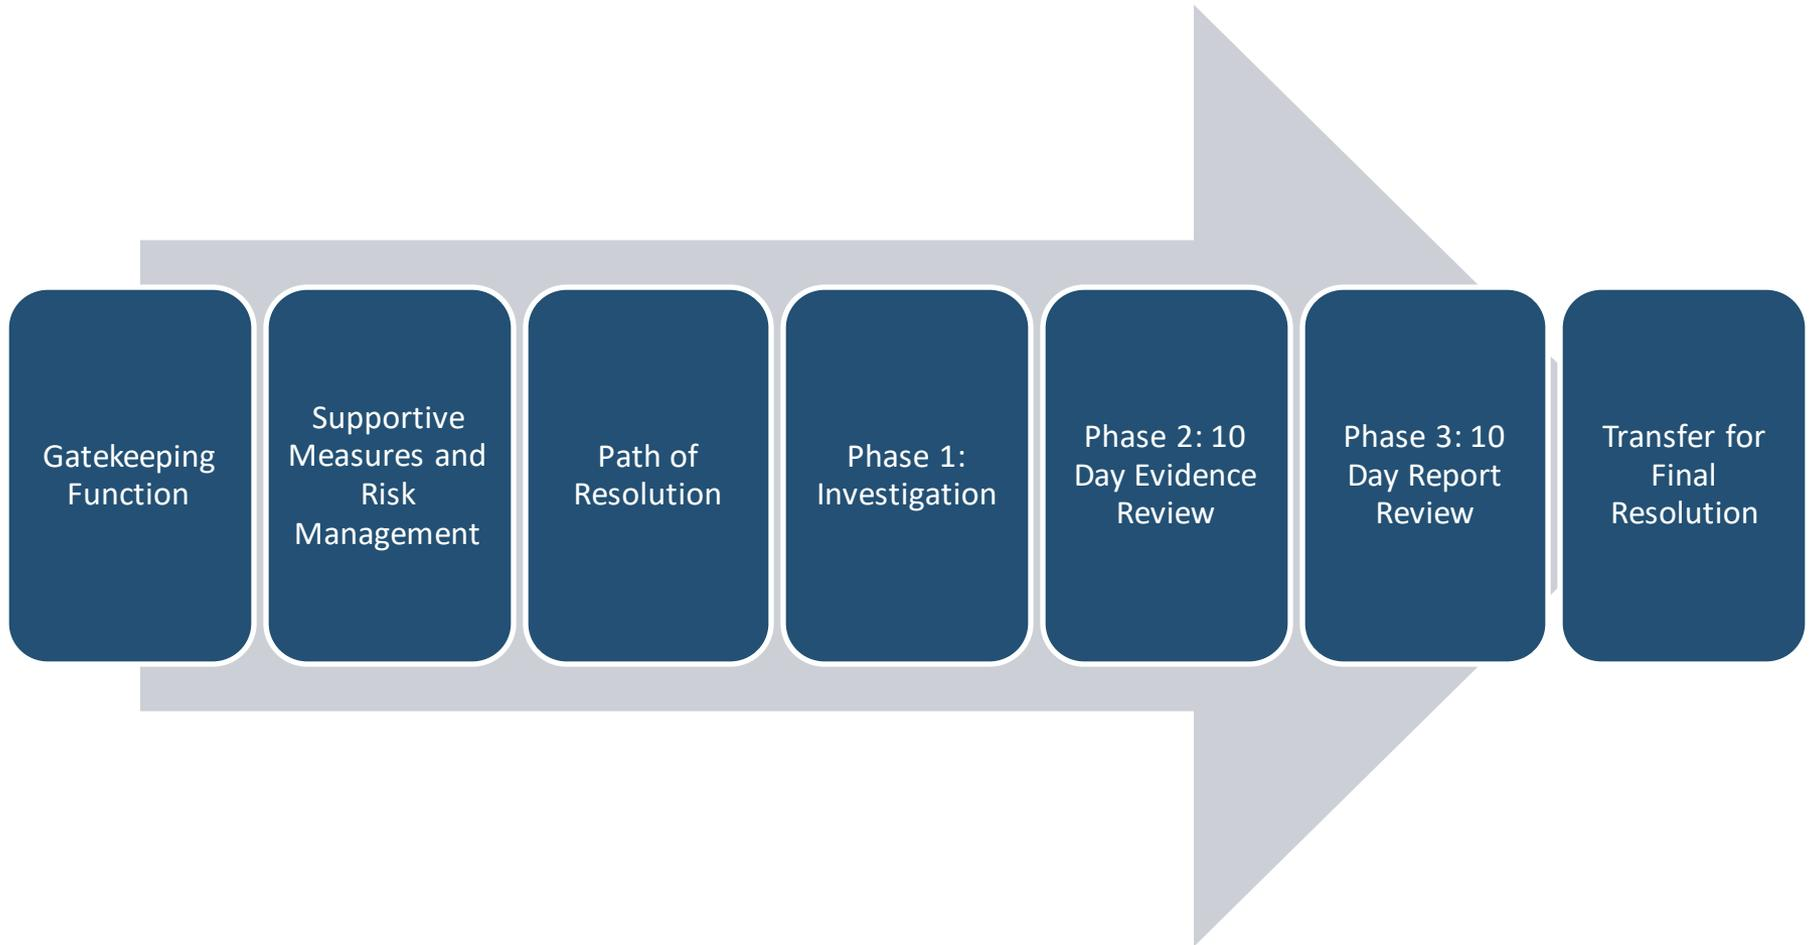 Gatekeeping
Function
Supportive
Measures and
Risk
Management
Path of
Resolution
Phase 1:
Investigation
Phase 2: 10
Day Evidence
Review
Phase 3: 10
Day Report
Review
Transfer for
Final
Resolution